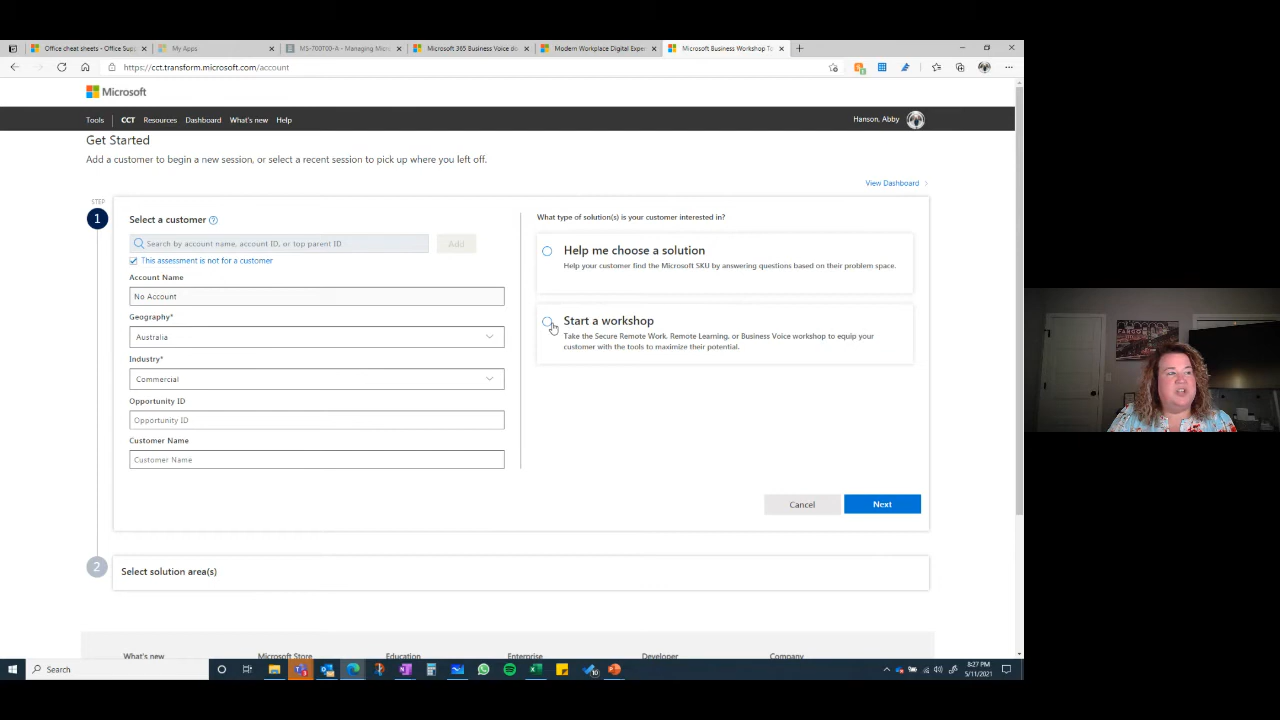 Office cheat sheets - Office Supp
My Apps
MS-700T00-A - Managing Micro
Microsoft 365 Business Voice do
Modern Workplace Digital Exper
Microsoft Business Workshop To
https://cct.transform.microsoft.com/account
Microsoft
Tools
CCT
Resources
Dashboard
What's new
Help
Hanson, Abby
Get Started
Add a customer to begin a new session, or select a recent session to pick up where you left off.
View Dashboard
STEP
1
Select a customer
Search by account name, account ID, or top parent ID
Add
This assessment is not for a customer
Account Name
No Account
Geography*
Australia
Industry*
Commercial
Opportunity ID
Opportunity ID
Customer Name
Customer Name
What type of solution(s) is your customer interested in?
Help me choose a solution
Help your customer find the Microsoft SKU by answering questions based on their problem space.
Start a workshop
Take the Secure Remote Work, Remote Learning, or Business Voice workshop to equip your
customer with the tools to maximize their potential.
Cancel
Next
2
Select solution area(s)
What's new
Microsoft Store
Education
Enterprise
Developer
Company
Search
8:27 PM
5/11/2021
FARGO